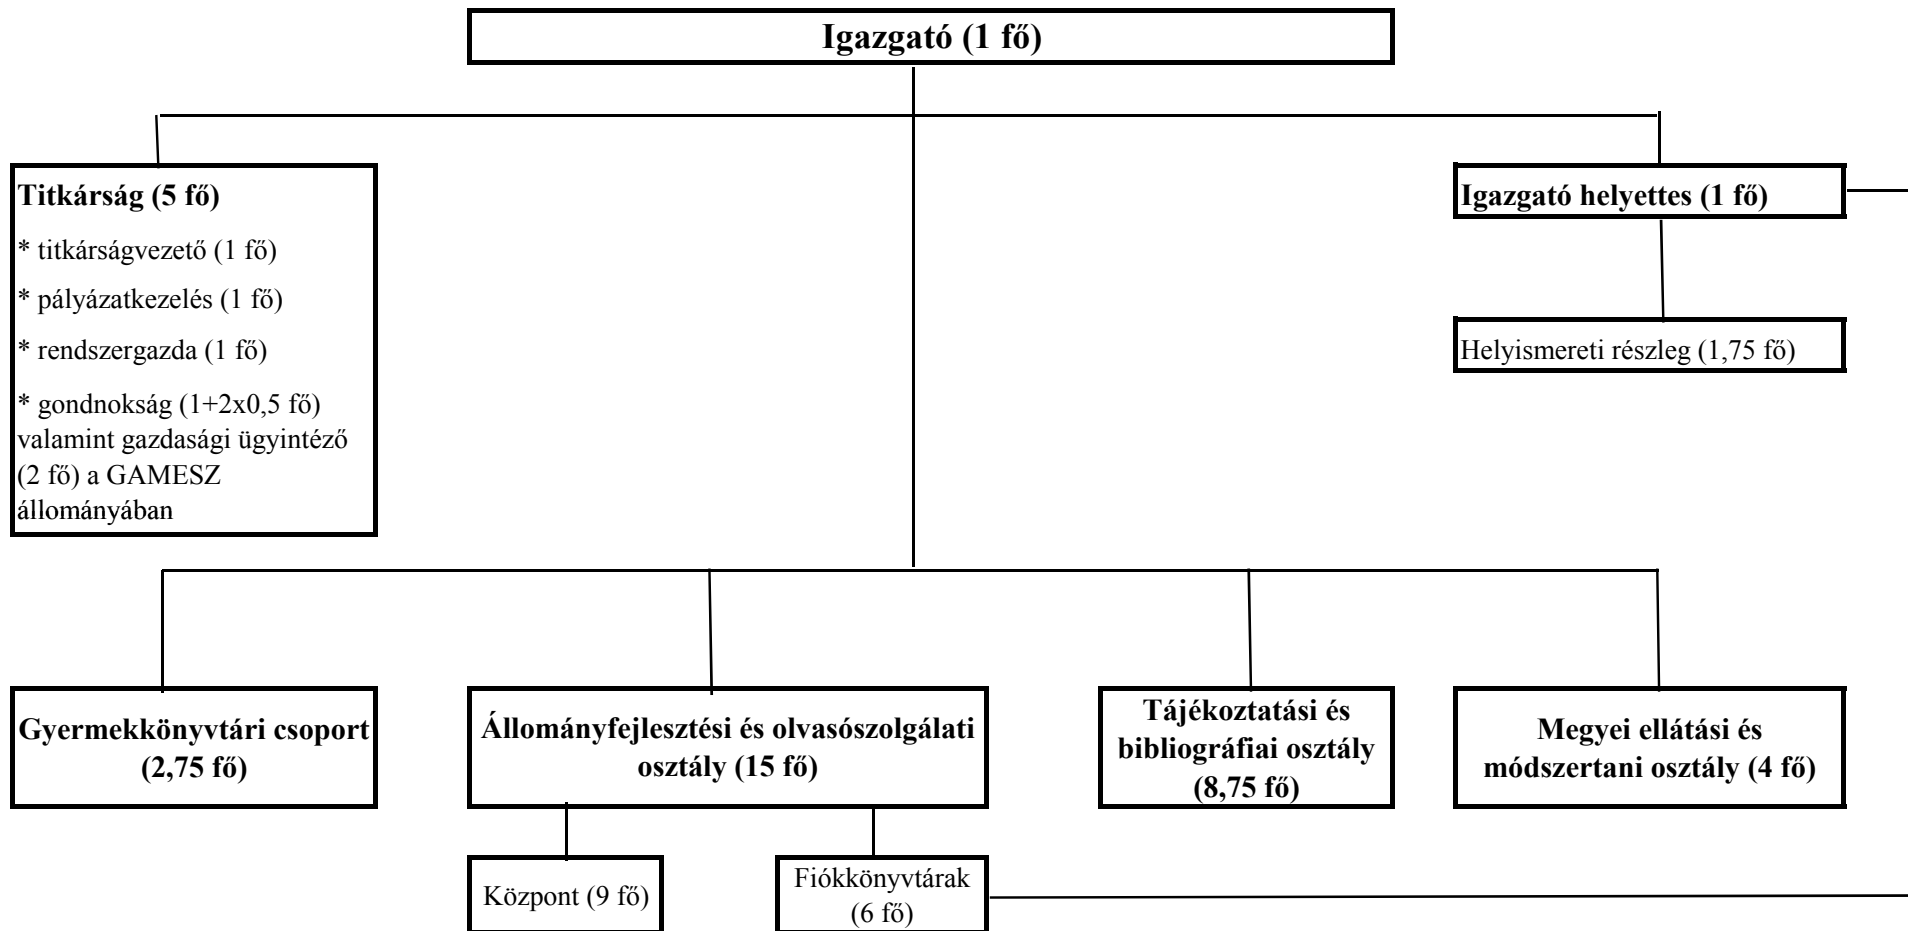 Igazgató (1 fő)
Titkárság (5 fő)
* titkárságvezető (1 fő)
* pályázatkezelés (1 fő)
* rendszergazda (1 fő)
* gondnokság (1+2x0,5 fő)
valamint gazdasági ügyintéző
(2 fő) a GAMESZ
állományában
Igazgató helyettes (1 fő)
Helyismereti részleg (1,75 fő)
Gyermekkönyvtári csoport
(2,75 fő)
Állományfejlesztési és olvasószolgálati
osztály (15 fő)
Tájékoztatási és
bibliográfiai osztály
(8,75 fő)
Megyei ellátási és
módszertani osztály (4 fő)
Központ (9 fő)
Fiókkönyvtárak
(6 fő)